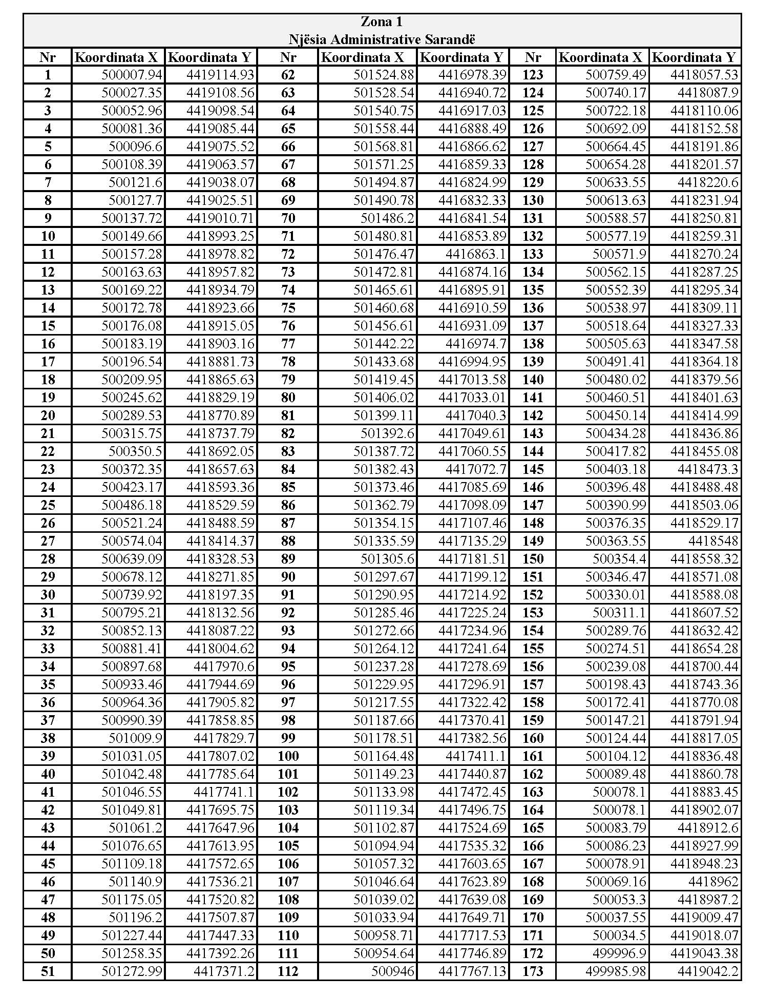 Zona 1
Njësia Administrative Sarandë
Nr Koordinata X Koordinata Y Nr Koordinata X Koordinata Y Nr Koordinata X Koordinata Y
1 500007.94 4419114.93 62 501524.88 4416978.39 123 500759.49 4418057.53
2 500027.35 4419108.56 63 501528.54 4416940.72 124 500740.17 4418087.9
3 500052.96 4419098.54 64 501540.75 4416917.03 125 500722.18 4418110.06
4 500081.36 4419085.44 65 501558.44 4416888.49 126 500692.09 4418152.58
5 500096.6 4419075.52 66 501568.81 4416866.62 127 500664.45 4418191.86
6 500108.39 4419063.57 67 501571.25 4416859.33 128 500654.28 4418201.57
7 500121.6 4419038.07 68 501494.87 4416824.99 129 500633.55 4418220.6
8 500127.7 4419025.51 69 501490.78 4416832.33 130 500613.63 4418231.94
9 500137.72 4419010.71 70 501486.2 4416841.54 131 500588.57 4418250.81
10 500149.66 4418993.25 71 501480.81 4416853.89 132 500577.19 4418259.31
11 500157.28 4418978.82 72 501476.47 4416863.1 133 500571.9 4418270.24
12 500163.63 4418957.82 73 501472.81 4416874.16 134 500562.15 4418287.25
13 500169.22 4418934.79 74 501465.61 4416895.91 135 500552.39 4418295.34
14 500172.78 4418923.66 75 501460.68 4416910.59 136 500538.97 4418309.11
15 500176.08 4418915.05 76 501456.61 4416931.09 137 500518.64 4418327.33
16 500183.19 4418903.16 77 501442.22 4416974.7 138 500505.63 4418347.58
17 500196.54 4418881.73 78 501433.68 4416994.95 139 500491.41 4418364.18
18 500209.95 4418865.63 79 501419.45 4417013.58 140 500480.02 4418379.56
19 500245.62 4418829.19 80 501406.02 4417033.01 141 500460.51 4418401.63
20 500289.53 4418770.89 81 501399.11 4417040.3 142 500450.14 4418414.99
21 500315.75 4418737.79 82 501392.6 4417049.61 143 500434.28 4418436.86
22 500350.5 4418692.05 83 501387.72 4417060.55 144 500417.82 4418455.08
23 500372.35 4418657.63 84 501382.43 4417072.7 145 500403.18 4418473.3
24 500423.17 4418593.36 85 501373.46 4417085.69 146 500396.48 4418488.48
25 500486.18 4418529.59 86 501362.79 4417098.09 147 500390.99 4418503.06
26 500521.24 4418488.59 87 501354.15 4417107.46 148 500376.35 4418529.17
27 500574.04 4418414.37 88 501335.59 4417135.29 149 500363.55 4418548
28 500639.09 4418328.53 89 501305.6 4417181.51 150 500354.4 4418558.32
29 500678.12 4418271.85 90 501297.67 4417199.12 151 500346.47 4418571.08
30 500739.92 4418197.35 91 501290.95 4417214.92 152 500330.01 4418588.08
31 500795.21 4418132.56 92 501285.46 4417225.24 153 500311.1 4418607.52
32 500852.13 4418087.22 93 501272.66 4417234.96 154 500289.76 4418632.42
33 500881.41 4418004.62 94 501264.12 4417241.64 155 500274.51 4418654.28
34 500897.68 4417970.6 95 501237.28 4417278.69 156 500239.08 4418700.44
35 500933.46 4417944.69 96 501229.95 4417296.91 157 500198.43 4418743.36
36 500964.36 4417905.82 97 501217.55 4417322.42 158 500172.41 4418770.08
37 500990.39 4417858.85 98 501187.66 4417370.41 159 500147.21 4418791.94
38 501009.9 4417829.7 99 501178.51 4417382.56 160 500124.44 4418817.05
39 501031.05 4417807.02 100 501164.48 4417411.1 161 500104.12 4418836.48
40 501042.48 4417785.64 101 501149.23 4417440.87 162 500089.48 4418860.78
41 501046.55 4417741.1 102 501133.98 4417472.45 163 500078.1 4418883.45
42 501049.81 4417695.75 103 501119.34 4417496.75 164 500078.1 4418902.07
43 501061.2 4417647.96 104 501102.87 4417524.69 165 500083.79 4418912.6
44 501076.65 4417613.95 105 501094.94 4417535.32 166 500086.23 4418927.99
45 501109.18 4417572.65 106 501057.32 4417603.65 167 500078.91 4418948.23
46 501140.9 4417536.21 107 501046.64 4417623.89 168 500069.16 4418962
47 501175.05 4417520.82 108 501039.02 4417639.08 169 500053.3 4418987.2
48 501196.2 4417507.87 109 501033.94 4417649.71 170 500037.55 4419009.47
49 501227.44 4417447.33 110 500958.71 4417717.53 171 500034.5 4419018.07
50 501258.35 4417392.26 111 500954.64 4417746.89 172 499996.9 4419043.38
51 501272.99 4417371.2 112 500946 4417767.13 173 499985.98 4419042.2